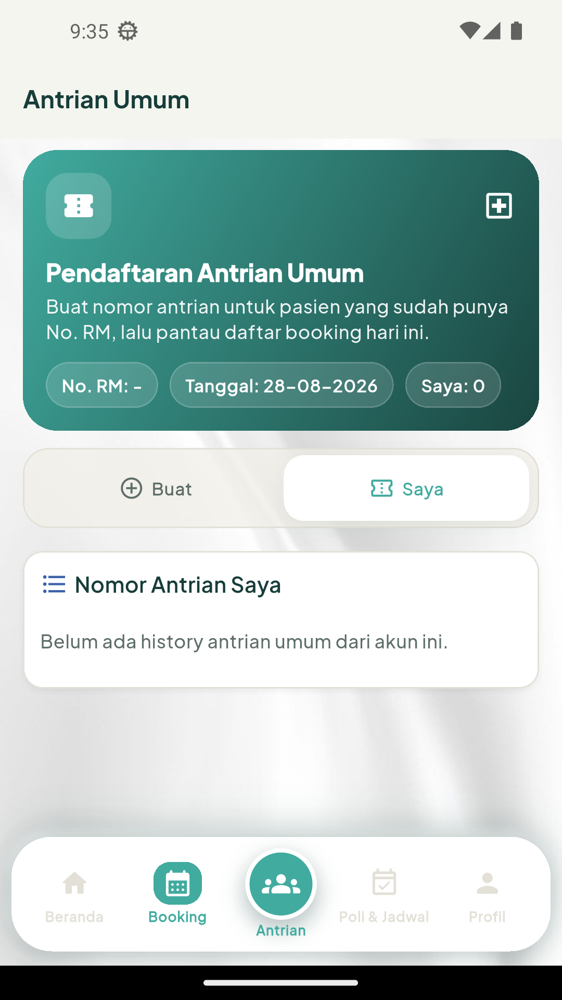 9:35
Antrian Umum
Pendaftaran Antrian Umum
Buat nomor antrian untuk pasien yang sudah punya
No. RM, lalu pantau daftar booking hari ini.
No. RM: -
Tanggal: 28-08-2026
Saya: 0
Buat
Saya
Nomor Antrian Saya
Belum ada history antrian umum dari akun ini.
Beranda
Booking
Antrian
Poli & Jadwal
Profil